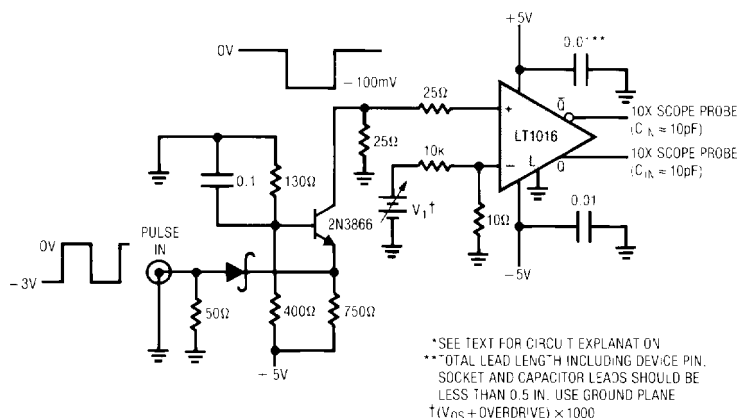 +5V
0.01**
0V
-100mV
25Ω
25Ω
+
Q̄
10X SCOPE PROBE
(C_IN ≈ 10pF)
LT1016
10K
-
L
Q
10X SCOPE PROBE
(C_IN ≈ 10pF)
0.1
130Ω
2N3866
V1†
10Ω
0.01
-5V
0V
-3V
PULSE
IN
50Ω
400Ω
750Ω
+5V
*SEE TEXT FOR CIRCUIT EXPLANATION
**TOTAL LEAD LENGTH INCLUDING DEVICE PIN,
SOCKET AND CAPACITOR LEADS SHOULD BE
LESS THAN 0.5 IN. USE GROUND PLANE
†(VOS + OVERDRIVE) × 1000